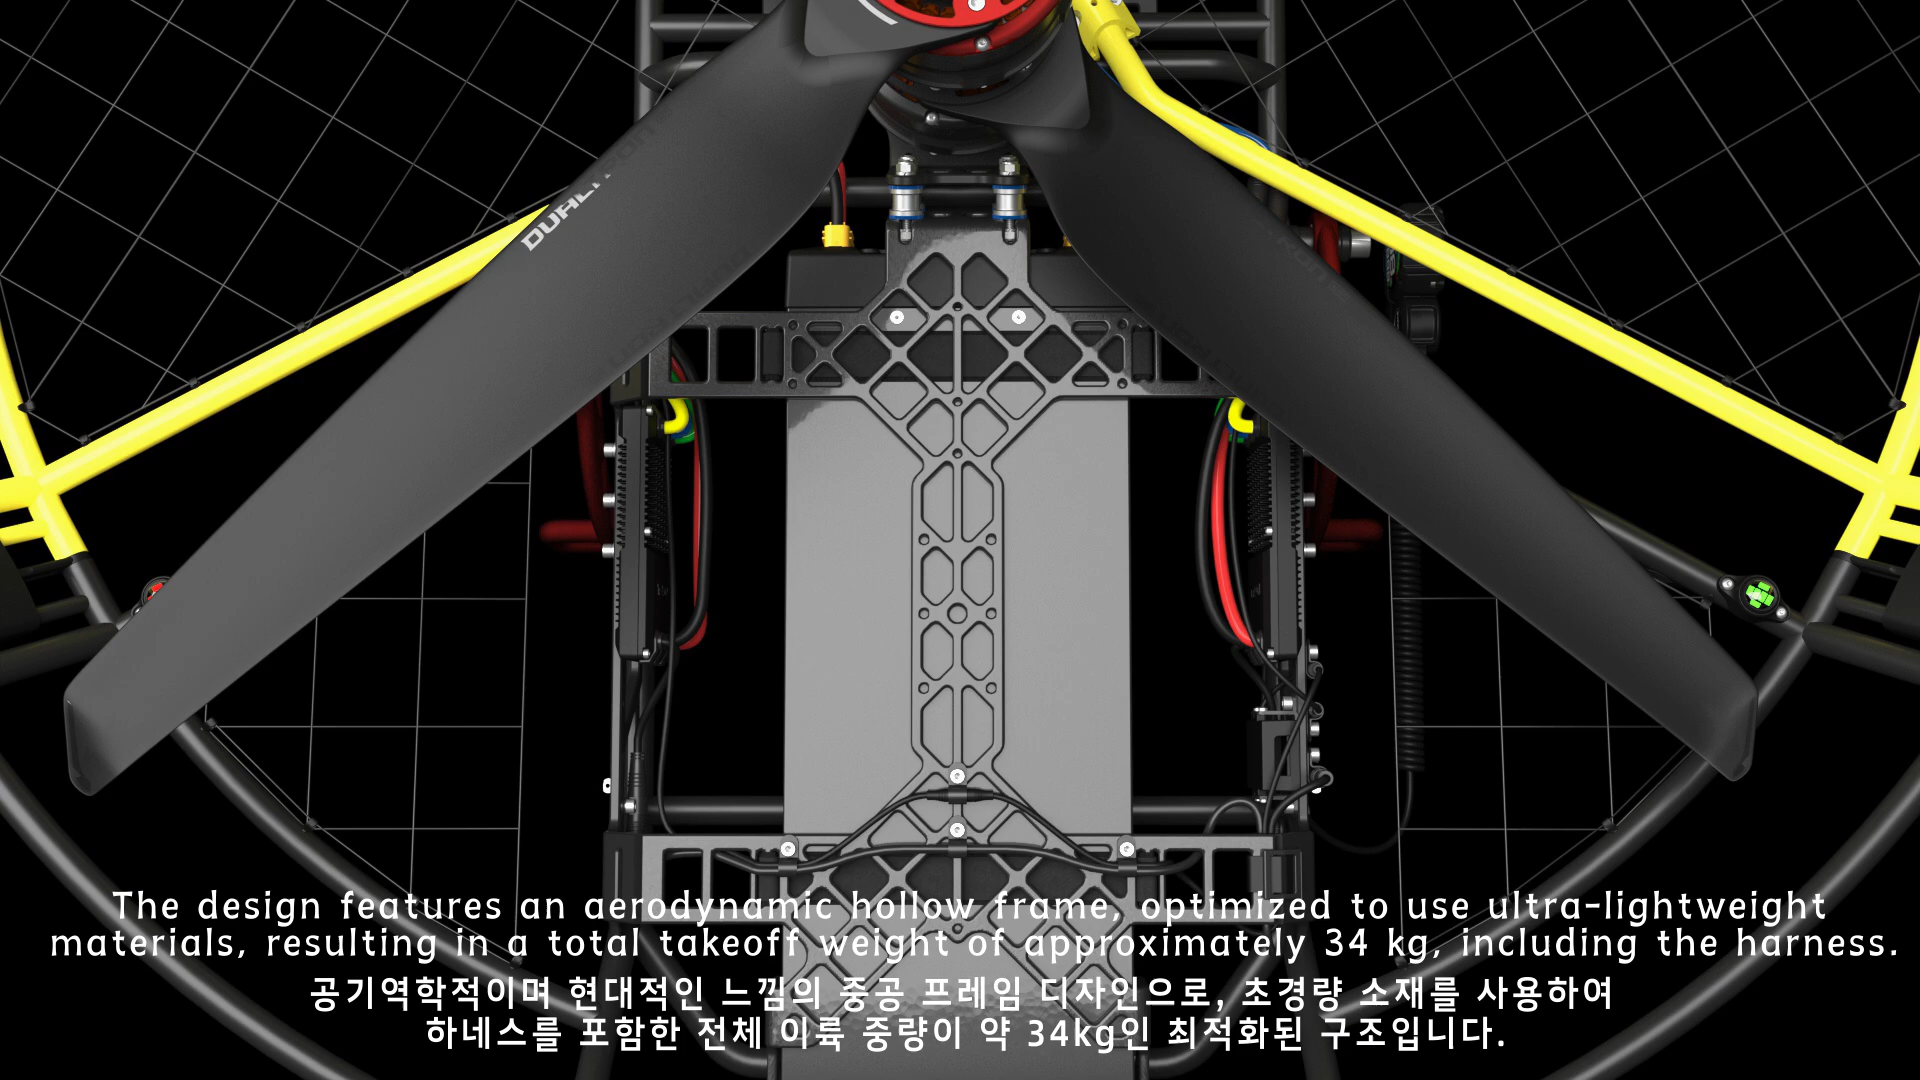 The design features an aerodynamic hollow frame, optimized to use ultra-lightweight
materials, resulting in a total takeoff weight of approximately 34 kg, including the harness.
공기역학적이며 현대적인 느낌의 중공 프레임 디자인으로, 초경량 소재를 사용하여
하네스를 포함한 전체 이륙 중량이 약 34kg인 최적화된 구조입니다.